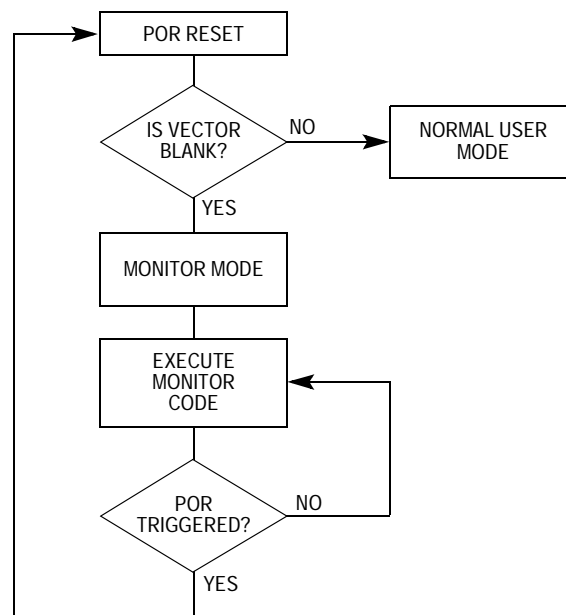 POR RESET
IS VECTOR
BLANK?
NO
NORMAL USER
MODE
YES
MONITOR MODE
EXECUTE
MONITOR
CODE
POR
TRIGGERED?
NO
YES